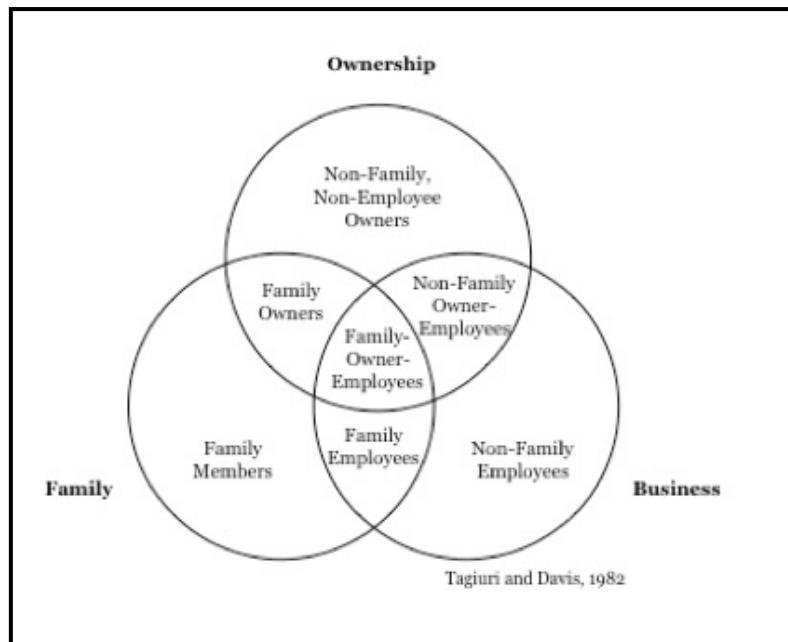 Ownership
Non-Family,
Non-Employee
Owners
Family
Owners
Non-Family
Owner-
Employees
Family-
Owner-
Employees
Family
Members
Family
Employees
Non-Family
Employees
Family
Business
Tagiuri and Davis, 1982